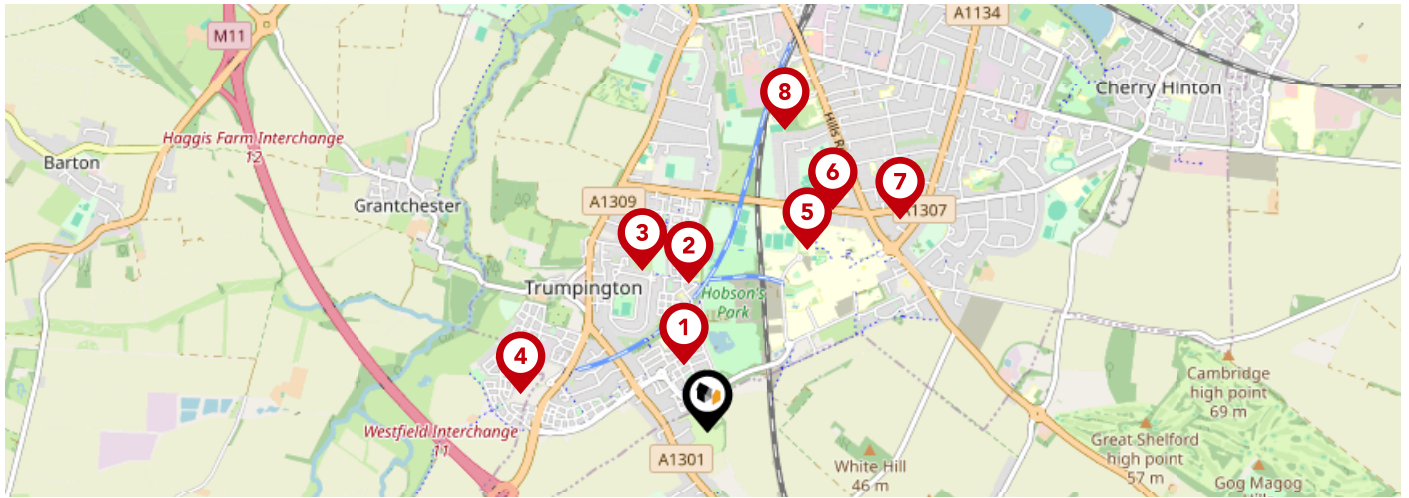 A1134
M11
8
Cherry Hinton
Haggis Farm Interchange
12
Hills R
Barton
6
7
Grantchester
A1309
5
A1307
3
2
Trumpington
Hobson's
Park
1
4
Cambridge
high point
69 m
Westfield Interchange
11
Great Shelford
high point
57 m
A1301
White Hill
46 m
Gog Magog